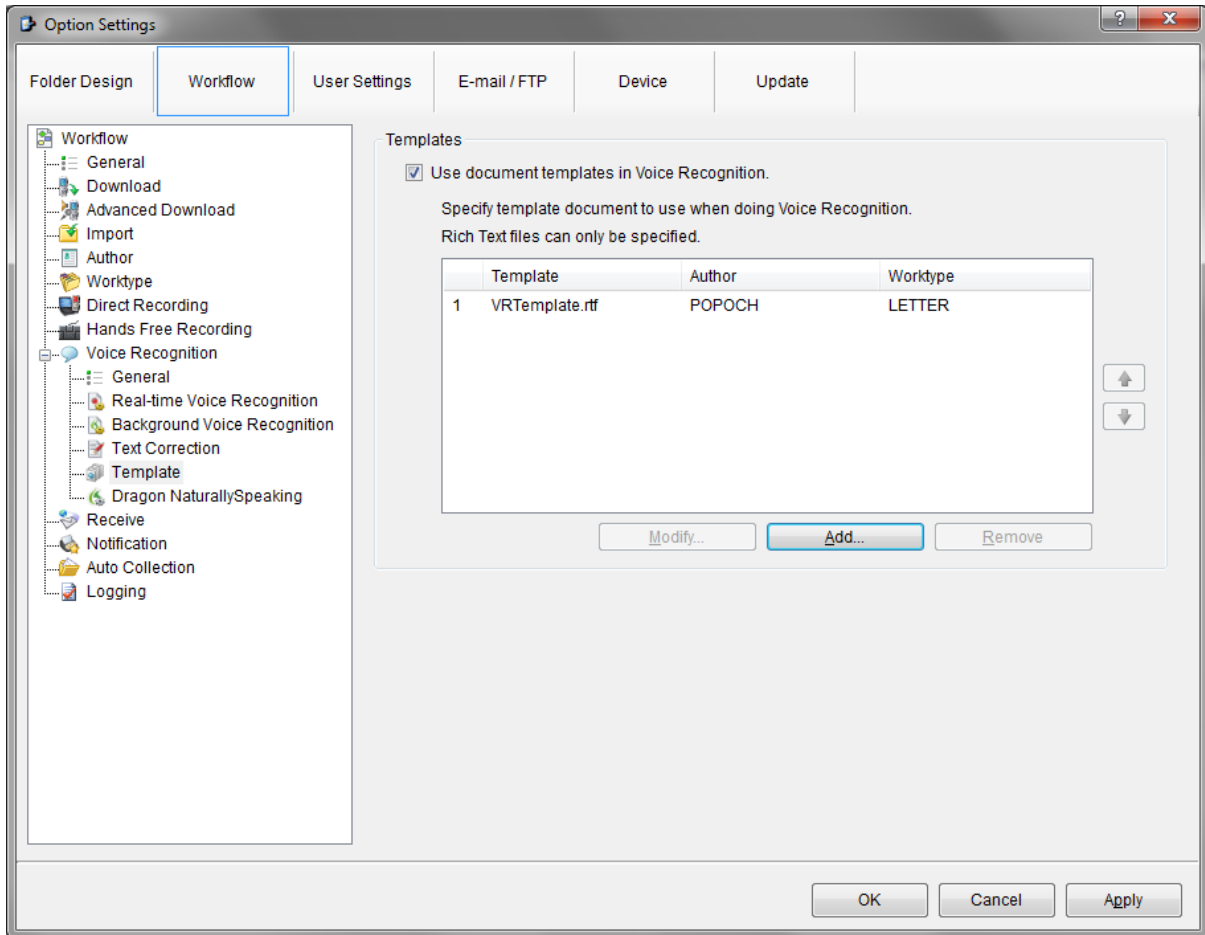 Option Settings
Folder Design Workflow User Settings E-mail / FTP Device Update
Workflow
General
Download
Advanced Download
Import
Author
Worktype
Direct Recording
Hands Free Recording
Voice Recognition
General
Real-time Voice Recognition
Background Voice Recognition
Text Correction
Template
Dragon NaturallySpeaking
Receive
Notification
Auto Collection
Logging
Templates
Use document templates in Voice Recognition.
Specify template document to use when doing Voice Recognition.
Rich Text files can only be specified.
Template Author Worktype
1 VRTemplate.rtf POPOCH LETTER
Modify... Add... Remove
OK Cancel Apply